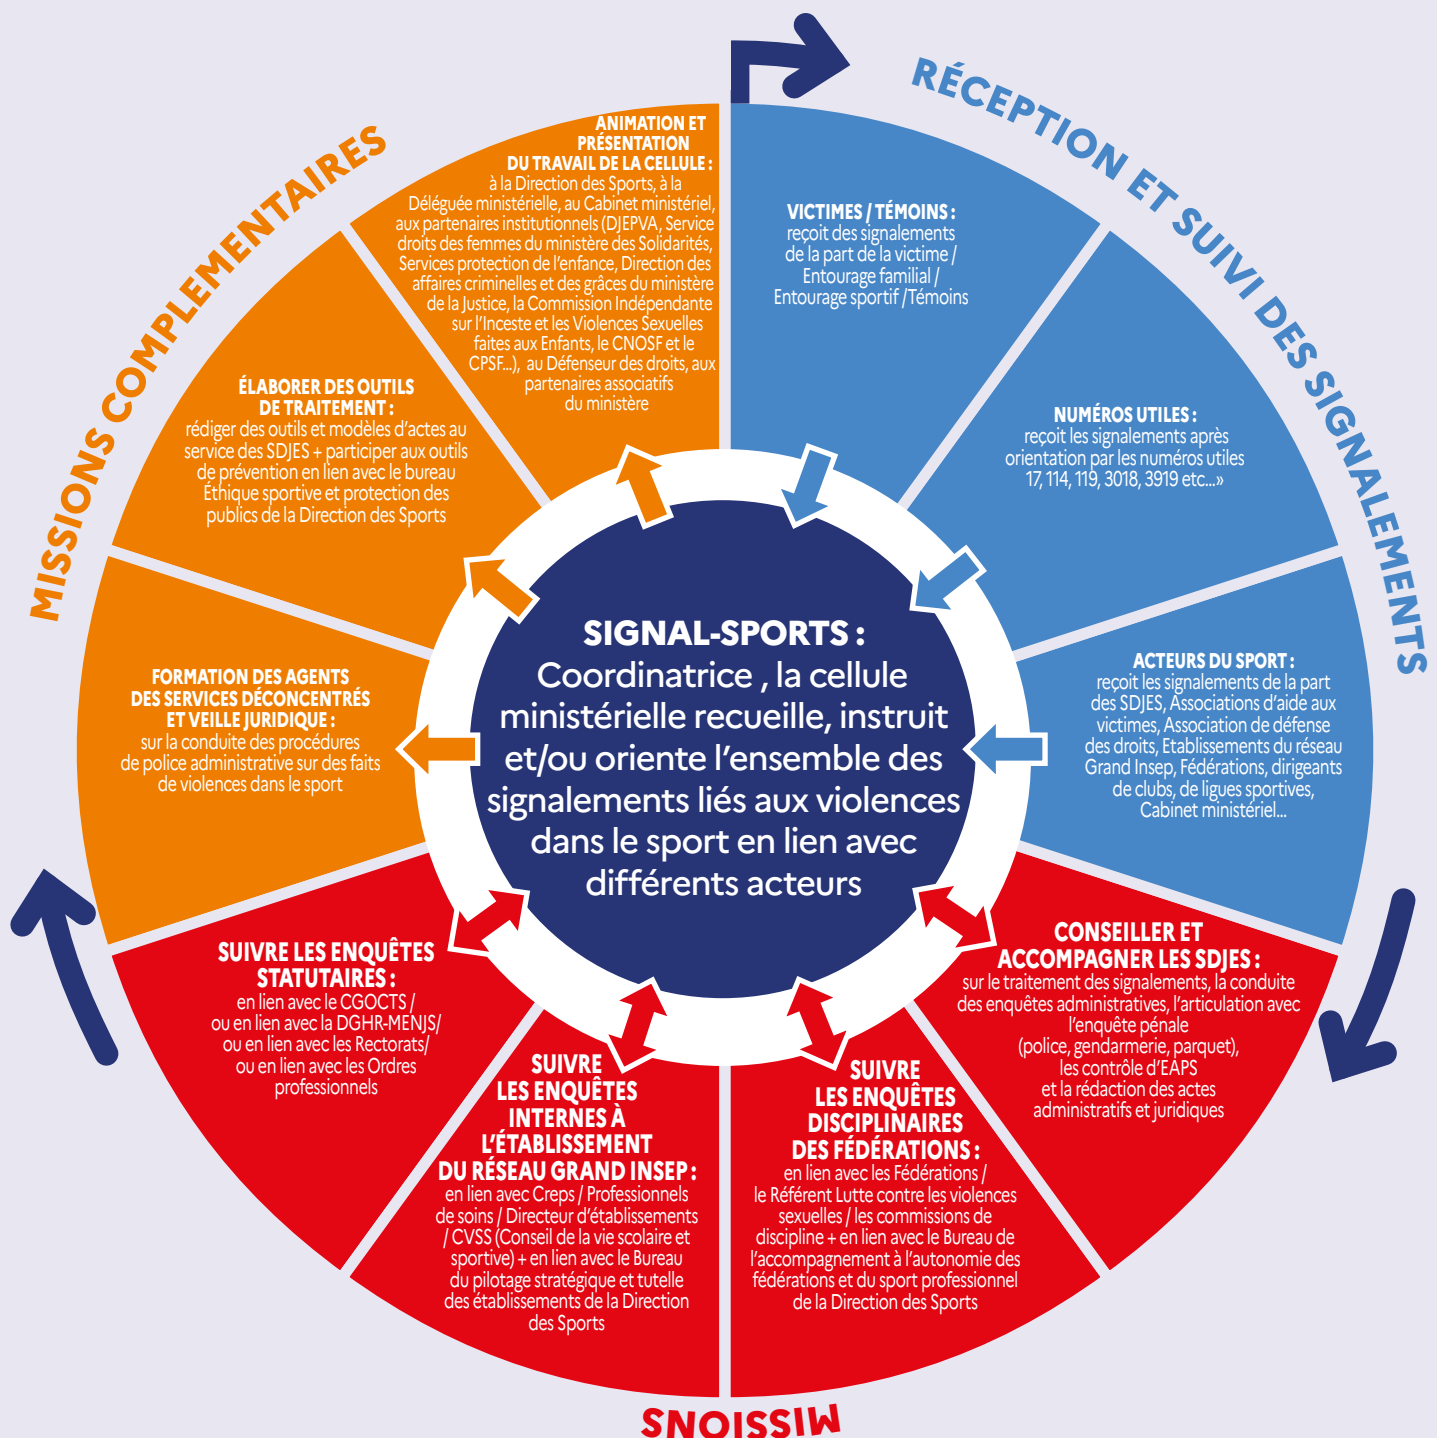 RÉCEPTION ET SUIVI DES SIGNALEMENTS
VICTIMES / TÉMOINS :
reçoit des signalements
de la part de la victime /
Entourage familial /
Entourage sportif /Témoins
NUMÉROS UTILES :
reçoit les signalements après
orientation par les numéros utiles
17, 114, 119, 3018, 3919 etc...»
ACTEURS DU SPORT :
reçoit les signalements de la part
des SDJES, Associations d’aide aux
victimes, Association de défense
des droits, Etablissements du réseau
Grand Insep, Fédérations, dirigeants
de clubs, de ligues sportives,
Cabinet ministériel...
MISSIONS
CONSEILLER ET
ACCOMPAGNER LES SDJES :
sur le traitement des signalements, la conduite
des enquêtes administratives, l’articulation avec
l’enquête pénale
(police, gendarmerie, parquet),
les contrôle d’EAPS
et la rédaction des actes
administratifs et juridiques
SUIVRE
LES ENQUÊTES
DISCIPLINAIRES
DES FÉDÉRATIONS :
en lien avec les Fédérations /
le Référent Lutte contre les violences
sexuelles / les commissions de
discipline + en lien avec le Bureau de
l’accompagnement à l’autonomie des
fédérations et du sport professionnel
de la Direction des Sports
SUIVRE
LES ENQUÊTES
INTERNES À
L’ÉTABLISSEMENT
DU RÉSEAU GRAND INSEP :
en lien avec Creps / Professionnels
de soins / Directeur d’établissements
/ CVSS (Conseil de la vie scolaire et
sportive) + en lien avec le Bureau
du pilotage stratégique et tutelle
des établissements de la Direction
des Sports
SUIVRE LES ENQUÊTES
STATUTAIRES :
en lien avec le CGOCTS /
ou en lien avec la DGHR-MENJS/
ou en lien avec les Rectorats/
ou en lien avec les Ordres
professionnels
MISSIONS COMPLEMENTAIRES
FORMATION DES AGENTS
DES SERVICES DÉCONCENTRÉS
ET VEILLE JURIDIQUE :
sur la conduite des procédures
de police administrative sur des faits
de violences dans le sport
ÉLABORER DES OUTILS
DE TRAITEMENT :
rédiger des outils et modèles d’actes au
service des SDJES + participer aux outils
de prévention en lien avec le bureau
Éthique sportive et protection des
publics de la Direction des Sports
ANIMATION ET
PRÉSENTATION
DU TRAVAIL DE LA CELLULE :
à la Direction des Sports, à la
Déléguée ministérielle, au Cabinet ministériel,
aux partenaires institutionnels (DJEPVA, Service
droits des femmes du ministère des Solidarités,
Services protection de l’enfance, Direction des
affaires criminelles et des grâces du ministère
de la Justice, la Commission Indépendante
sur l’Inceste et les Violences Sexuelles
faites aux Enfants, le CNOSF et le
CPSF...), au Défenseur des droits, aux
partenaires associatifs
du ministère
SIGNAL-SPORTS :
Coordinatrice , la cellule
ministérielle recueille, instruit
et/ou oriente l’ensemble des
signalements liés aux violences
dans le sport en lien avec
différents acteurs